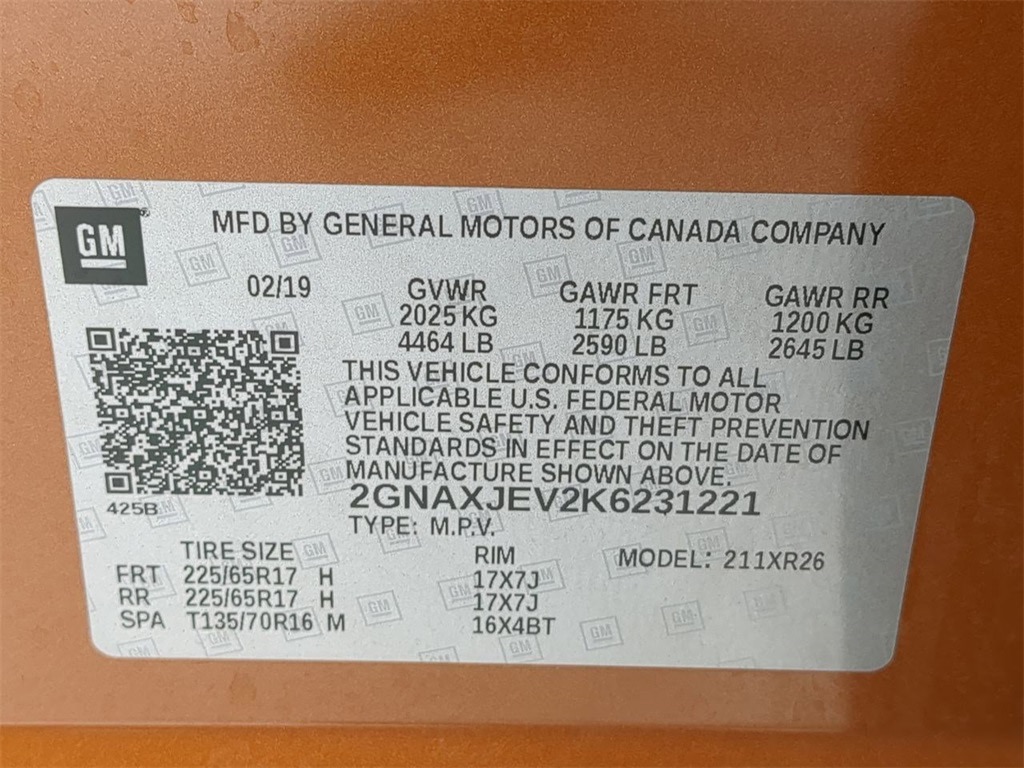 GM
MFD BY GENERAL MOTORS OF CANADA COMPANY
02/19 GVWR GAWR FRT GAWR RR
2025 KG 1175 KG 1200 KG
4464 LB 2590 LB 2645 LB
THIS VEHICLE CONFORMS TO ALL
APPLICABLE U.S. FEDERAL MOTOR
VEHICLE SAFETY AND THEFT PREVENTION
STANDARDS IN EFFECT ON THE DATE OF
MANUFACTURE SHOWN ABOVE.
425B
2GNAXJEV2K6231221
TYPE: M.P.V.
TIRE SIZE RIM MODEL: 211XR26
FRT 225/65R17 H 17X7J
RR 225/65R17 H 17X7J
SPA T135/70R16 M 16X4BT